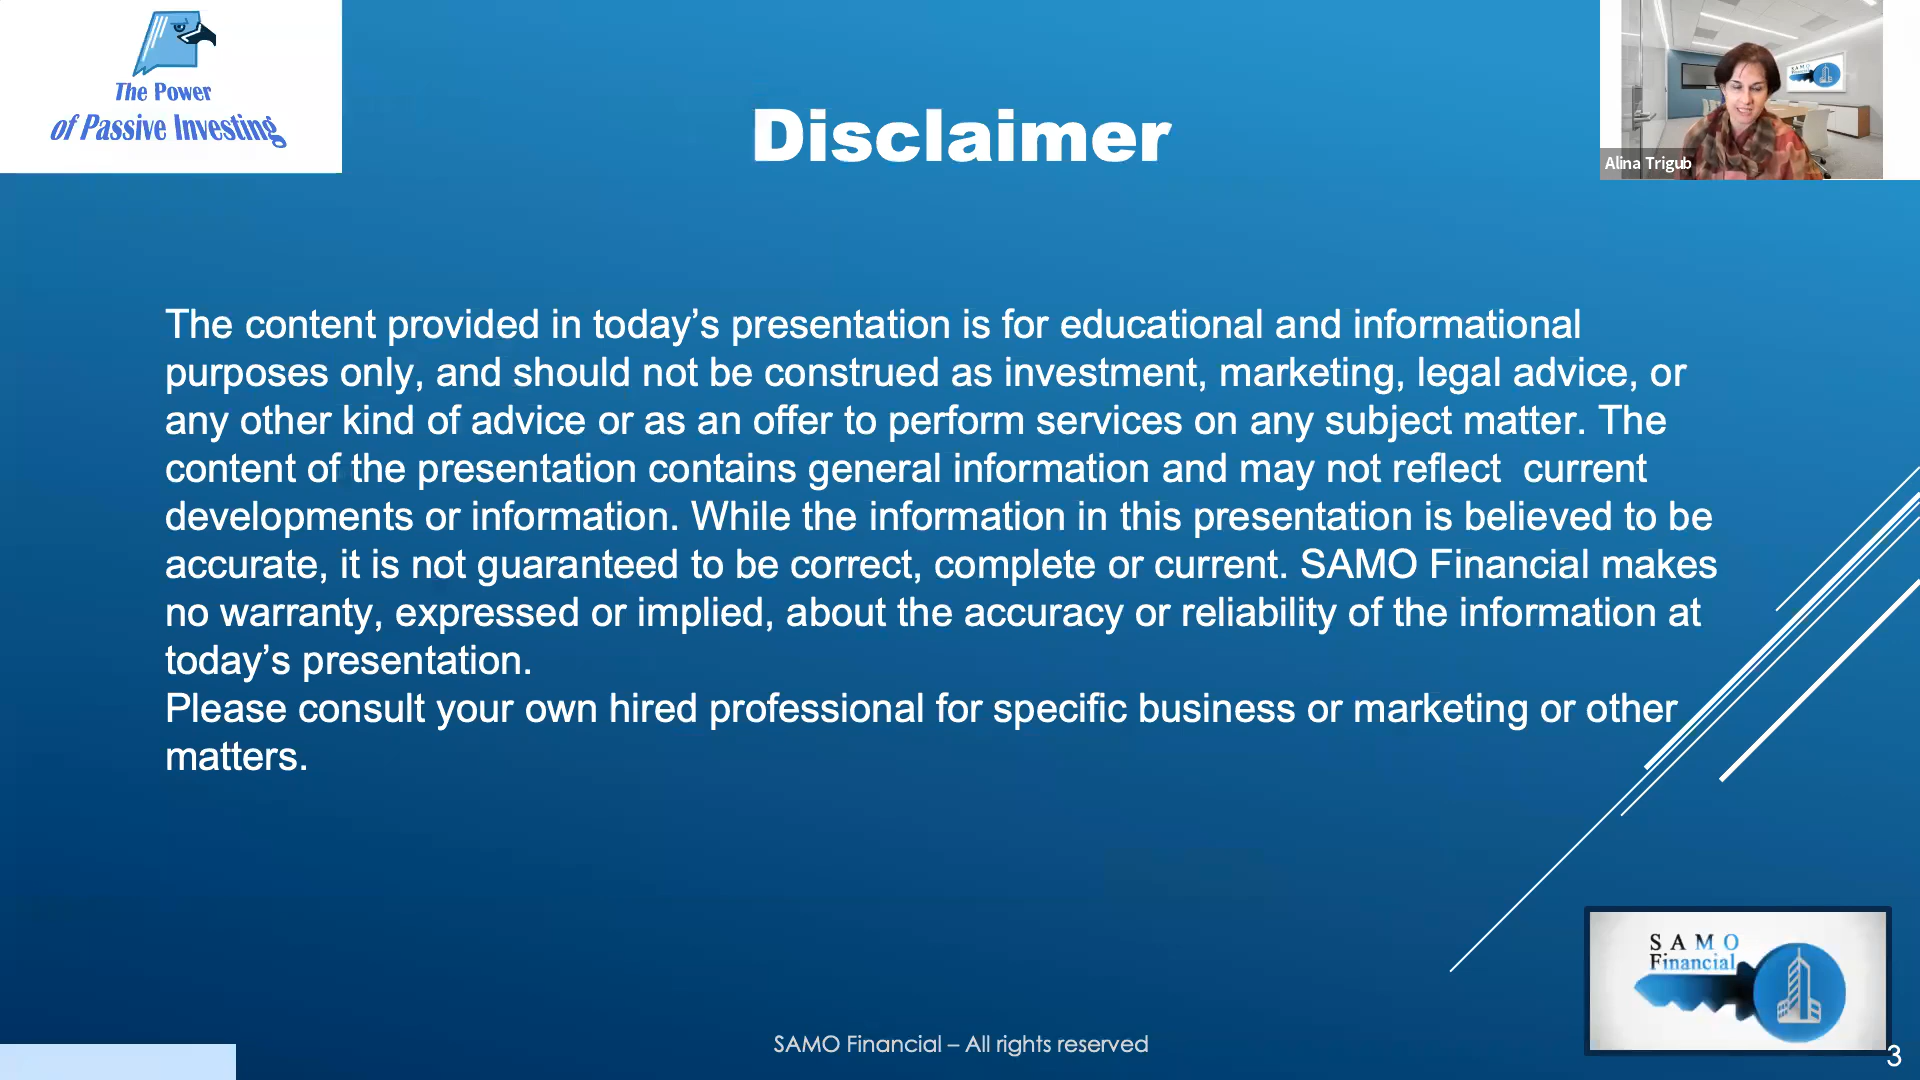 The Power
of Passive Investing
Disclaimer
SAMO
Financial
Alina Trigub
The content provided in today’s presentation is for educational and informational
purposes only, and should not be construed as investment, marketing, legal advice, or
any other kind of advice or as an offer to perform services on any subject matter. The
content of the presentation contains general information and may not reflect  current
developments or information. While the information in this presentation is believed to be
accurate, it is not guaranteed to be correct, complete or current. SAMO Financial makes
no warranty, expressed or implied, about the accuracy or reliability of the information at
today’s presentation.
Please consult your own hired professional for specific business or marketing or other
matters.
SAMO
Financial
SAMO Financial – All rights reserved
3